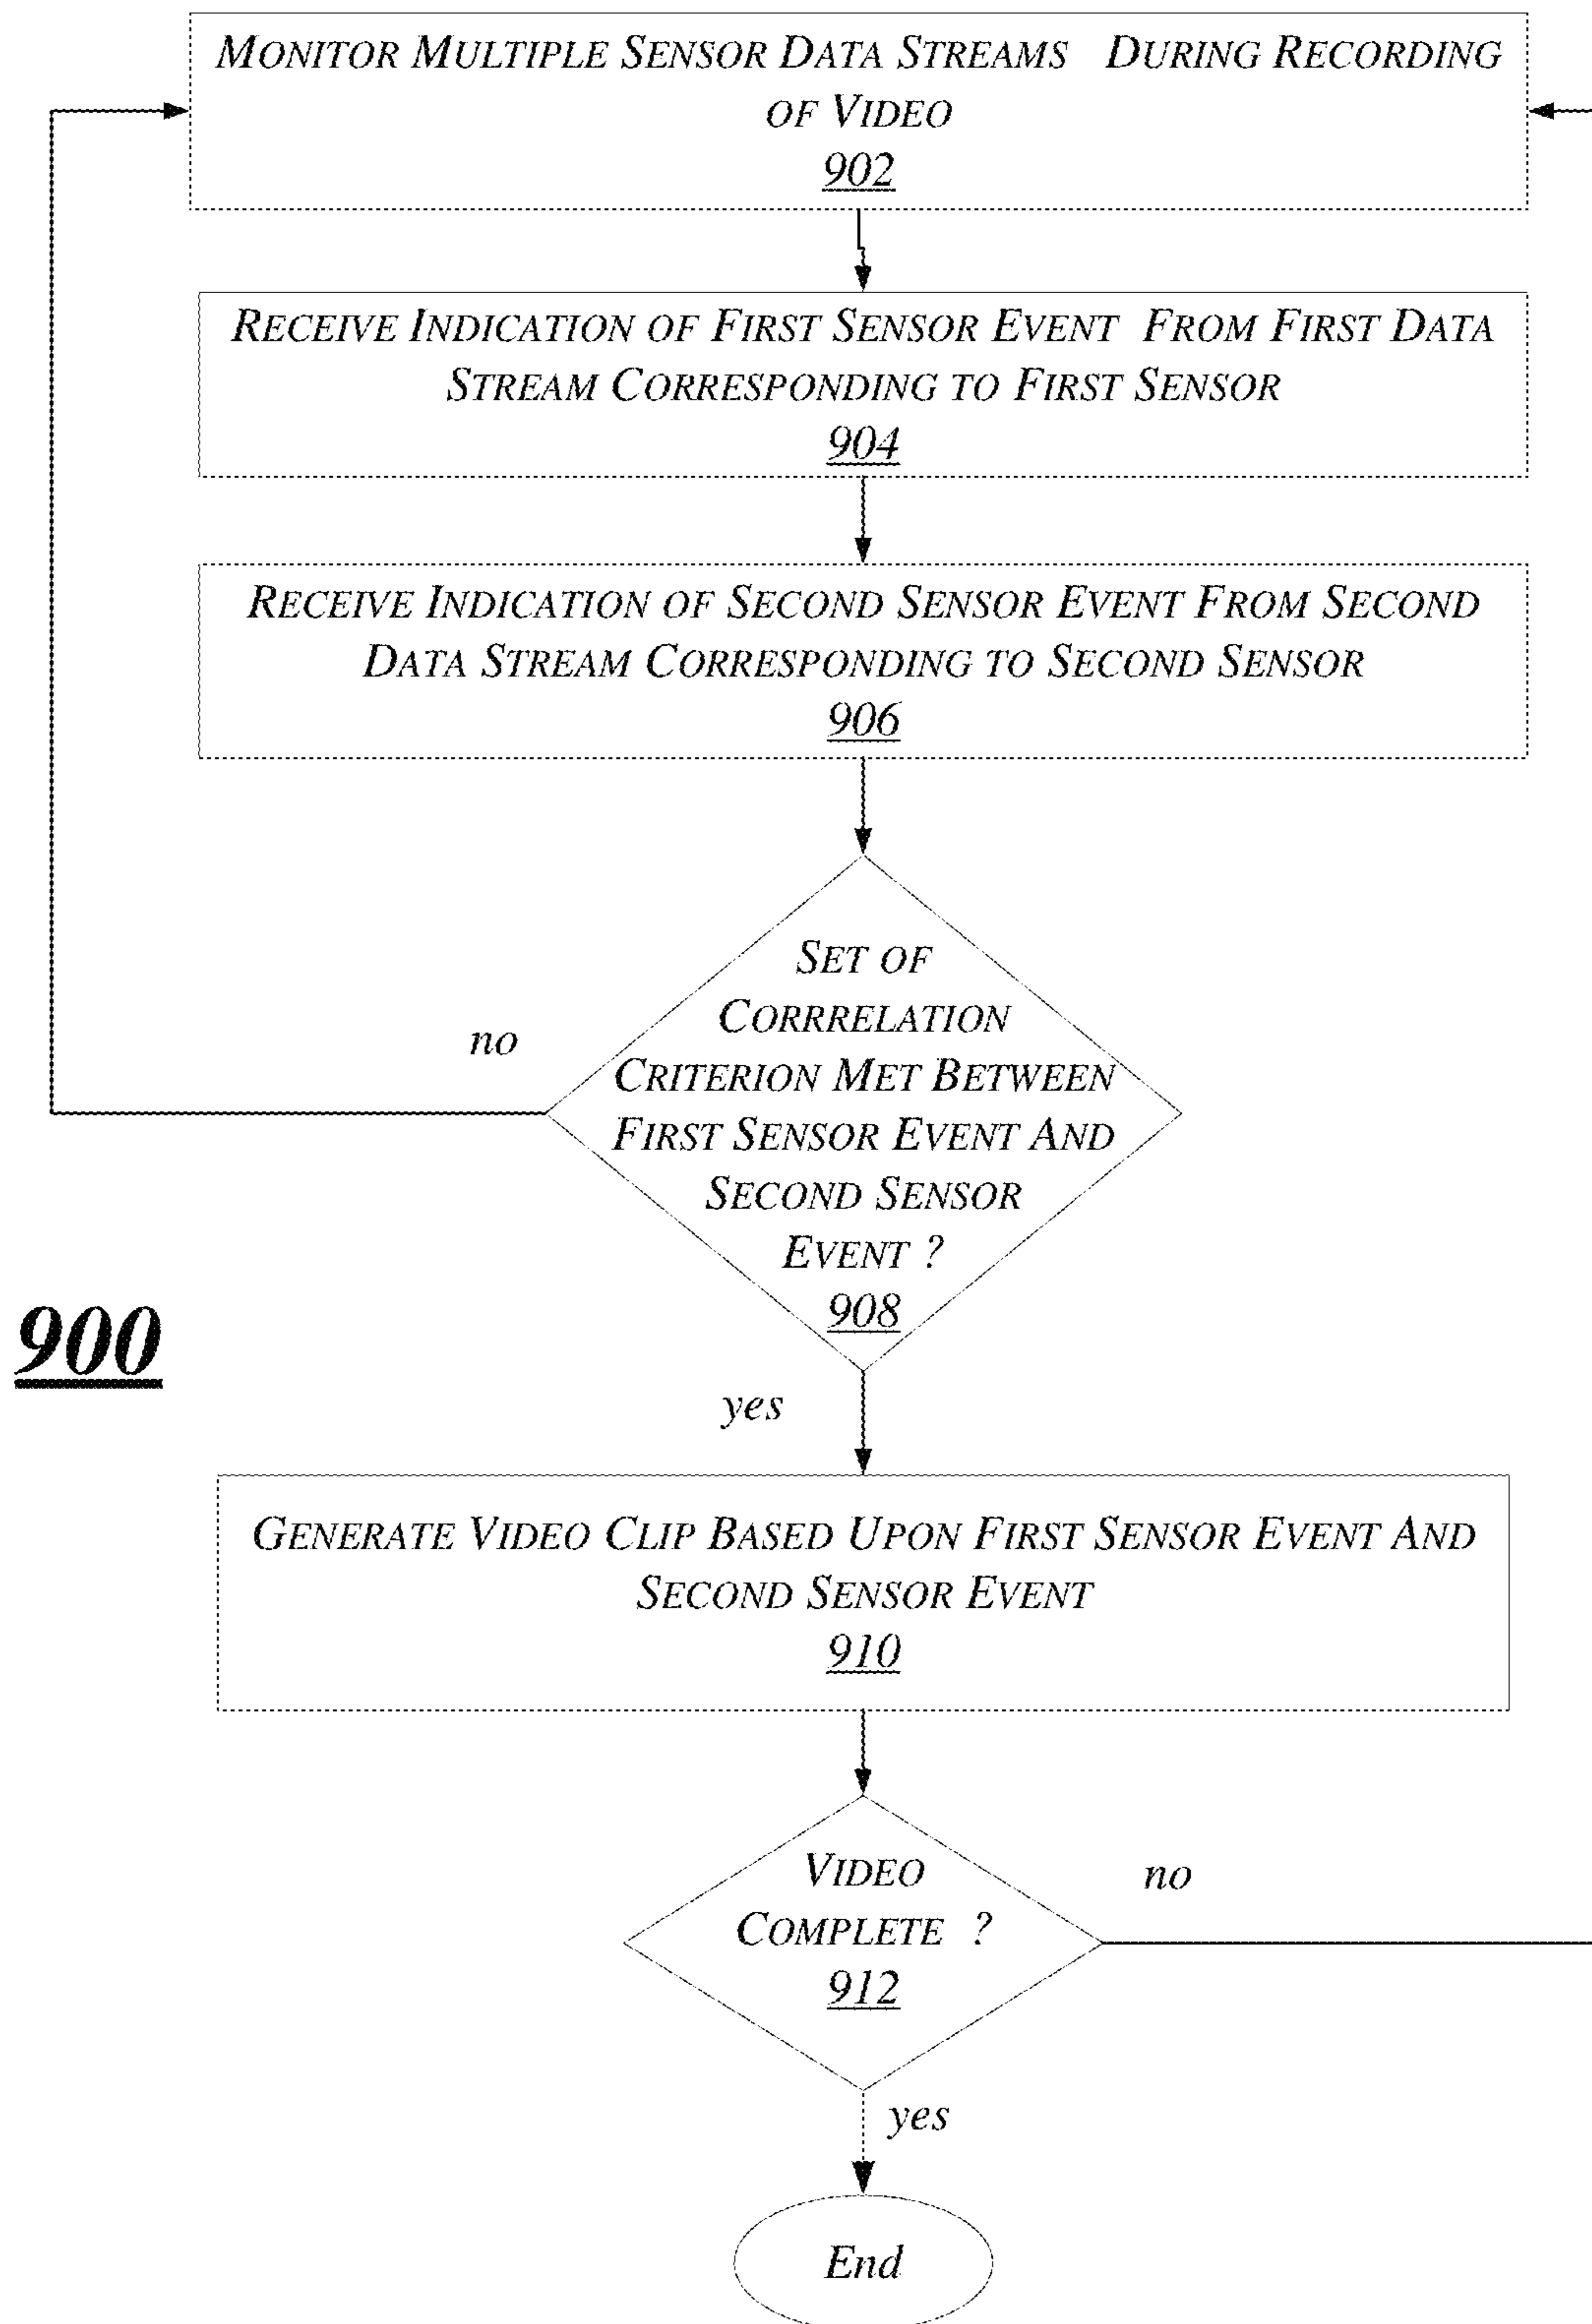 MONITOR MULTIPLE SENSOR DATA STREAMS DURING RECORDING
OF VIDEO
902
RECEIVE INDICATION OF FIRST SENSOR EVENT FROM FIRST DATA
STREAM CORRESPONDING TO FIRST SENSOR
904
RECEIVE INDICATION OF SECOND SENSOR EVENT FROM SECOND
DATA STREAM CORRESPONDING TO SECOND SENSOR
906
SET OF
CORRRELATION
CRITERION MET BETWEEN
FIRST SENSOR EVENT AND
SECOND SENSOR
EVENT ?
908
no
900
yes
GENERATE VIDEO CLIP BASED UPON FIRST SENSOR EVENT AND
SECOND SENSOR EVENT
910
VIDEO
COMPLETE ?
912
no
yes
End